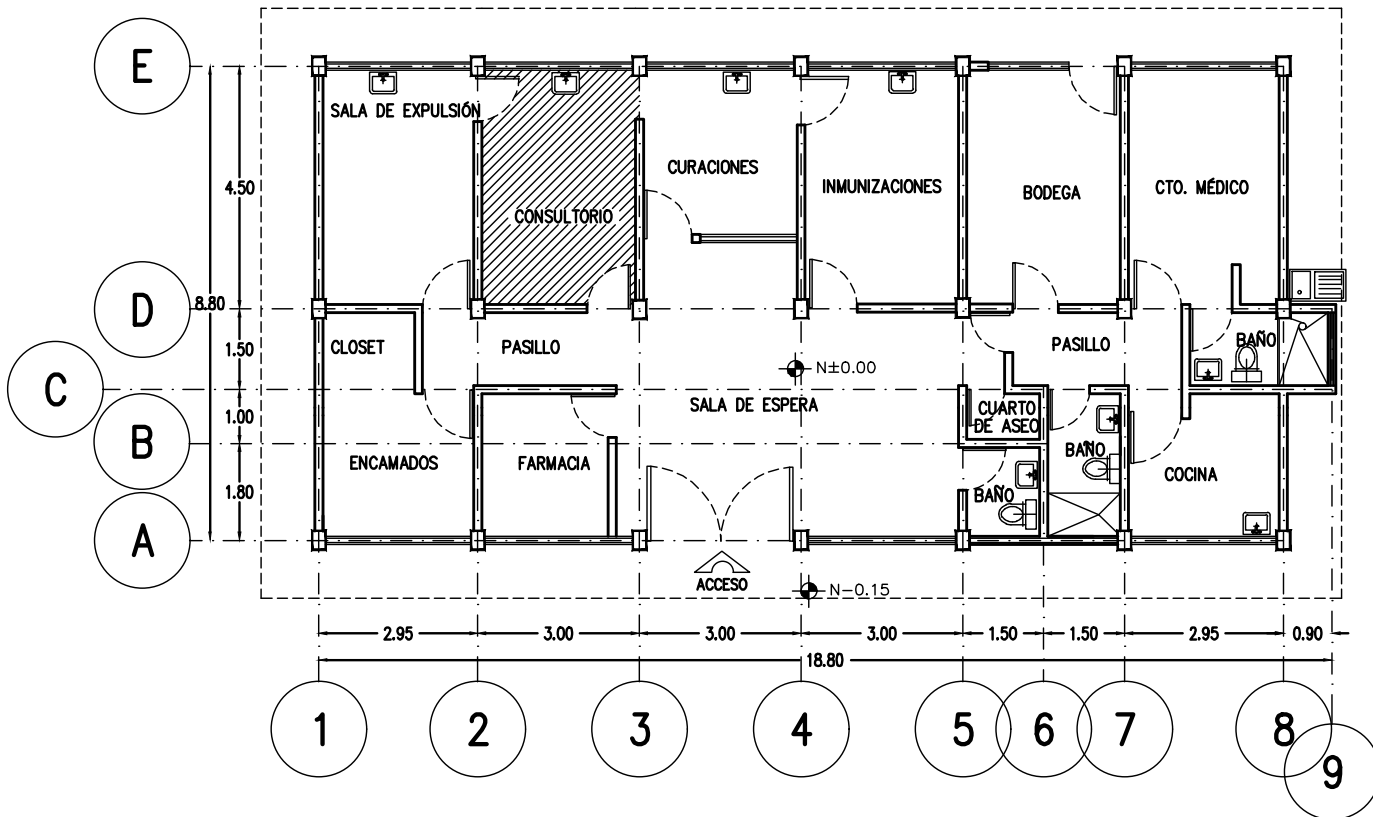 E
SALA DE EXPULSIÓN
CURACIONES
INMUNIZACIONES
CTO. MÉDICO
BODEGA
4.50
CONSULTORIO
D
8.80
CLOSET
PASILLO
PASILLO
BAÑO
1.50
N±0.00
C
SALA DE ESPERA
CUARTO
DE ASEO
1.00
B
ENCAMADOS
FARMACIA
BAÑO
COCINA
BAÑO
1.80
A
ACCESO
N-0.15
2.95
3.00
3.00
3.00
1.50
1.50
2.95
0.90
18.80
1
2
3
4
5
6
7
8
9